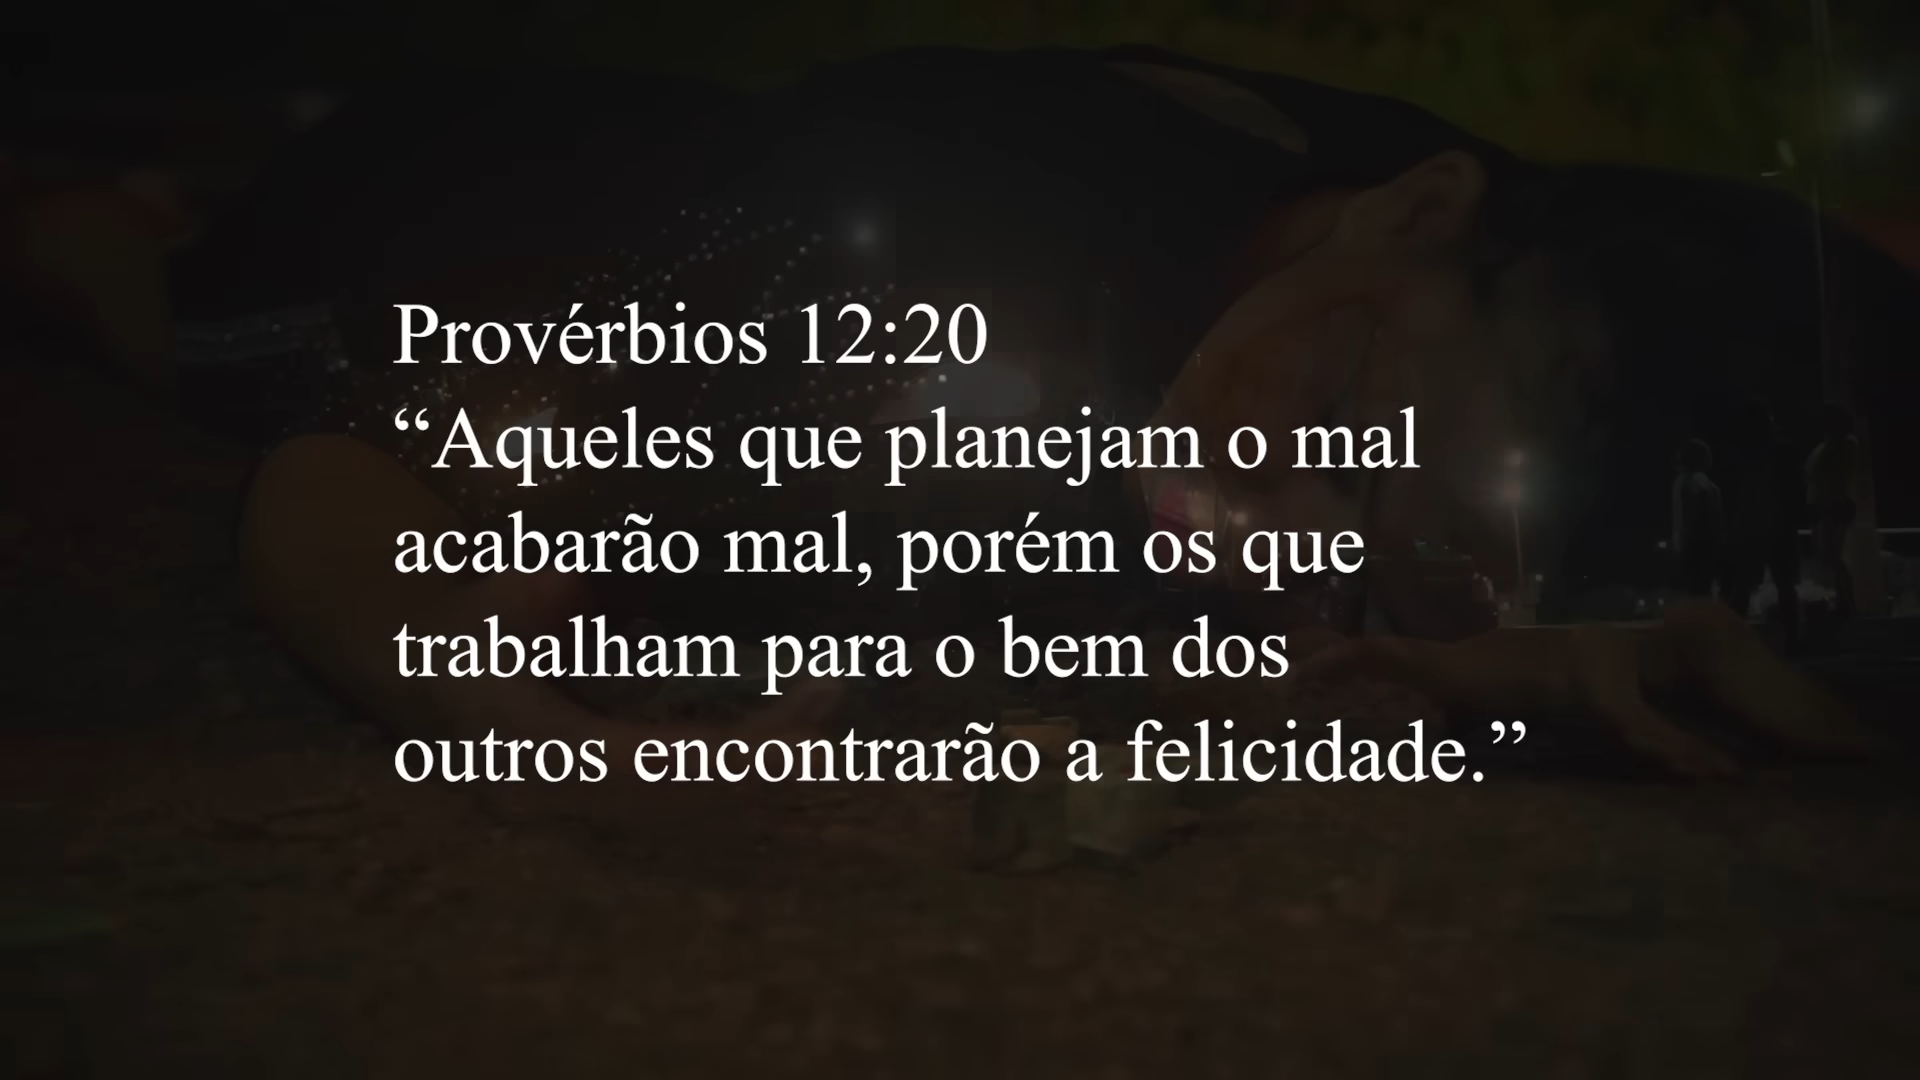 Provérbios 12:20
“Aqueles que planejam o mal
acabarão mal, porém os que
trabalham para o bem dos
outros encontrarão a felicidade.”